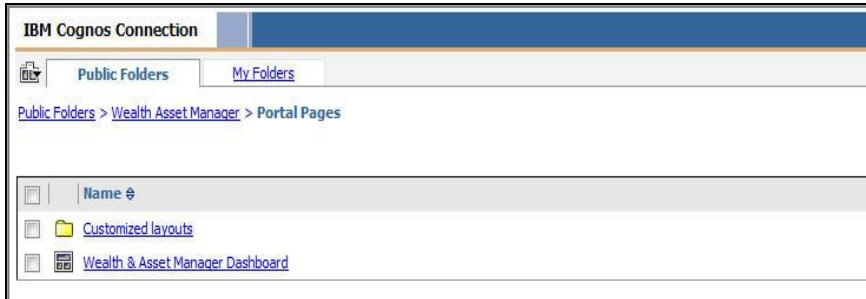 IBM Cognos Connection
Public Folders My Folders
Public Folders > Wealth Asset Manager > Portal Pages
Name
Customized layouts
Wealth & Asset Manager Dashboard